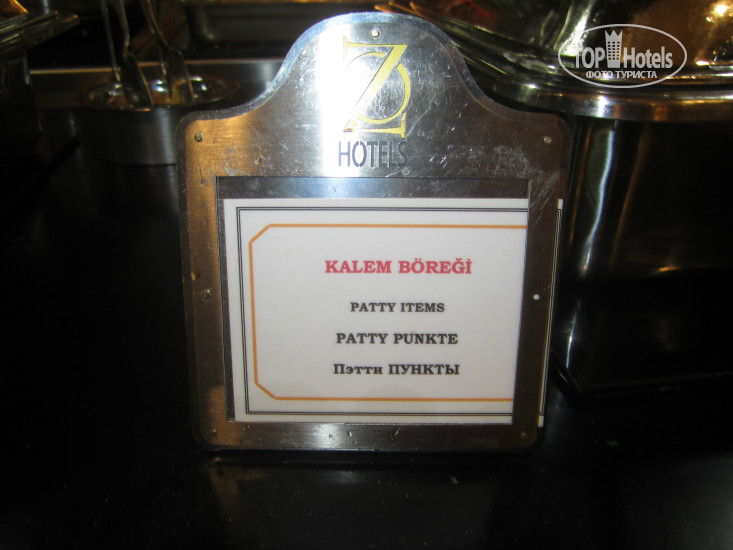 TOP Hotels
ФОТО ТУРИСТА
HOTELS
KALEM BÖREĞİ
PATTY ITEMS
PATTY PUNKTE
Пэтти ПУНКТЫ